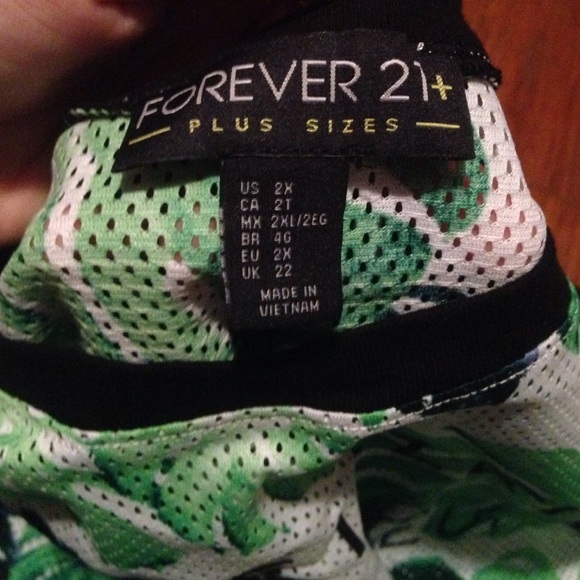 FOREVER 21+
PLUS SIZES
US 2X
CA 2T
MX 2XL/2EG
BR 4G
EU 2X
UK 22
MADE IN
VIETNAM